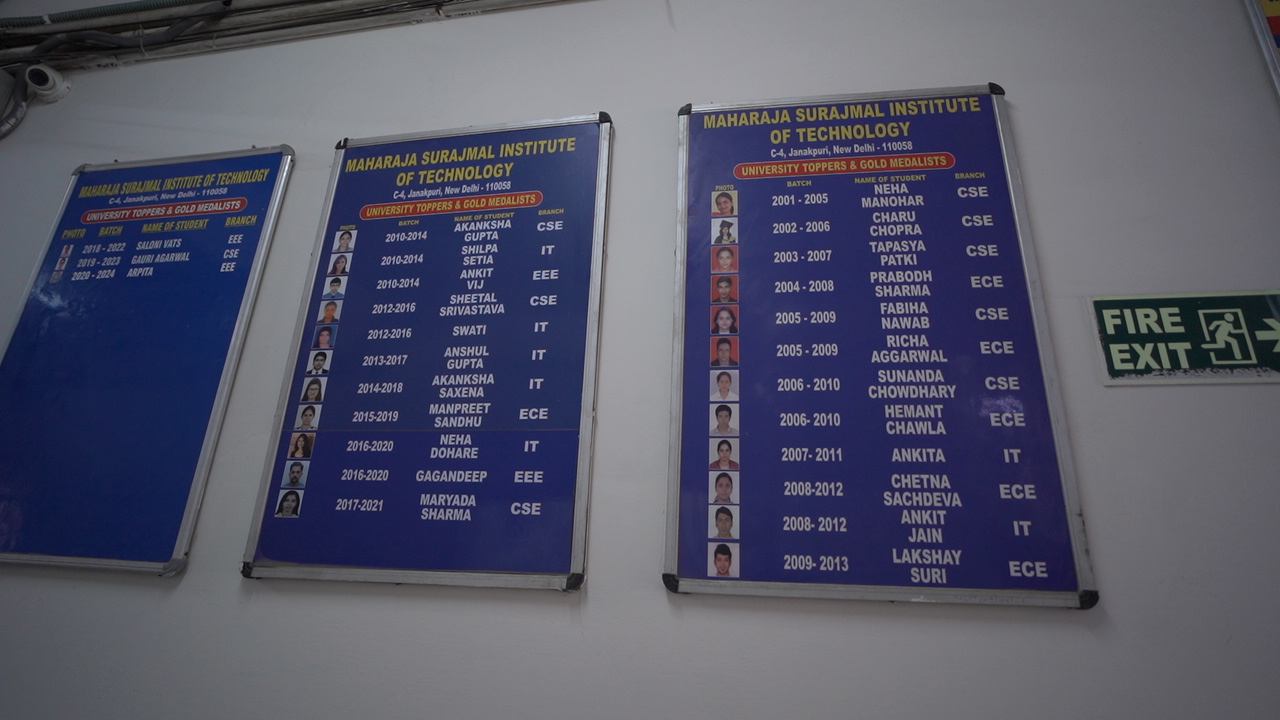 MAHARAJA SURAJMAL INSTITUTE OF TECHNOLOGY
C-4, Janakpuri, New Delhi - 110058
UNIVERSITY TOPPERS & GOLD MEDALISTS
PHOTO BATCH NAME OF STUDENT BRANCH
2018 - 2022 SALONI VATS EEE
2019 - 2023 GAURI AGARWAL CSE
2020 - 2024 ARPITA EEE
MAHARAJA SURAJMAL INSTITUTE
OF TECHNOLOGY
C-4, Janakpuri, New Delhi - 110058
UNIVERSITY TOPPERS & GOLD MEDALISTS
PHOTO BATCH NAME OF STUDENT BRANCH
2010-2014 AKANKSHA GUPTA CSE
2010-2014 SHILPA SETIA IT
2010-2014 ANKIT VIJ EEE
2012-2016 SHEETAL SRIVASTAVA CSE
2012-2016 SWATI IT
2013-2017 ANSHUL GUPTA IT
2014-2018 AKANKSHA SAXENA IT
2015-2019 MANPREET SANDHU ECE
2016-2020 NEHA DOHARE IT
2016-2020 GAGANDEEP EEE
2017-2021 MARYADA SHARMA CSE
MAHARAJA SURAJMAL INSTITUTE
OF TECHNOLOGY
C-4, Janakpuri, New Delhi - 110058
UNIVERSITY TOPPERS & GOLD MEDALISTS
PHOTO BATCH NAME OF STUDENT BRANCH
2001 - 2005 NEHA MANOHAR CSE
2002 - 2006 CHARU CHOPRA CSE
2003 - 2007 TAPASYA PATKI CSE
2004 - 2008 PRABODH SHARMA ECE
2005 - 2009 FABIHA NAWAB CSE
2005 - 2009 RICHA AGGARWAL ECE
2006 - 2010 SUNANDA CHOWDHARY CSE
2006- 2010 HEMANT CHAWLA ECE
2007- 2011 ANKITA IT
2008-2012 CHETNA SACHDEVA ECE
2008- 2012 ANKIT JAIN IT
2009- 2013 LAKSHAY SURI ECE
FIRE
EXIT